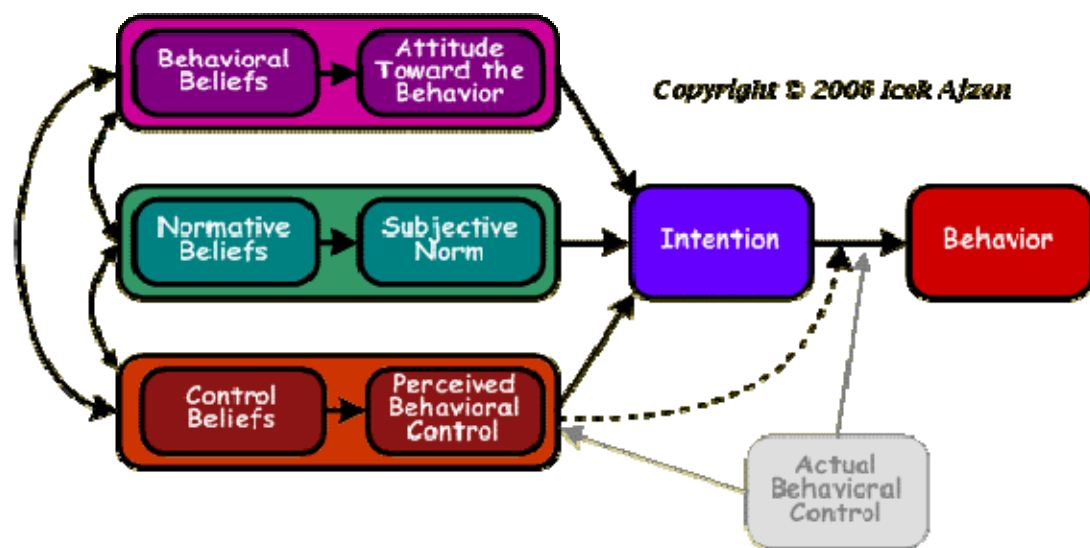 Behavioral
Beliefs
Attitude
Toward the
Behavior
Copyright © 2006 Icek Ajzen
Normative
Beliefs
Subjective
Norm
Intention
Behavior
Control
Beliefs
Perceived
Behavioral
Control
Actual
Behavioral
Control